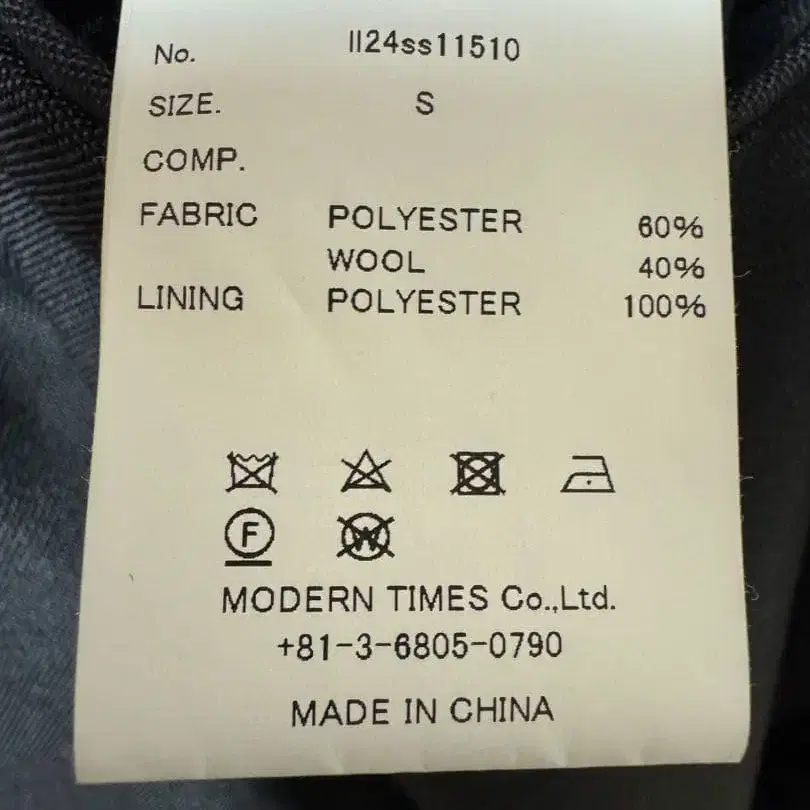 No. ll24ss11510
SIZE. S
COMP.
FABRIC POLYESTER 60%
WOOL 40%
LINING POLYESTER 100%
F W
MODERN TIMES Co.,Ltd.
+81-3-6805-0790
MADE IN CHINA